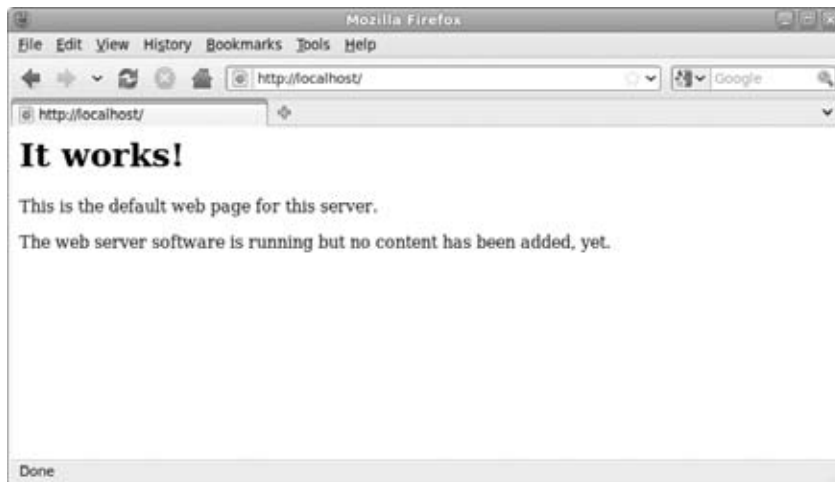 Mozilla Firefox
File Edit View History Bookmarks Tools Help
http://localhost/ Google
http://localhost/
It works!
This is the default web page for this server.
The web server software is running but no content has been added, yet.
Done